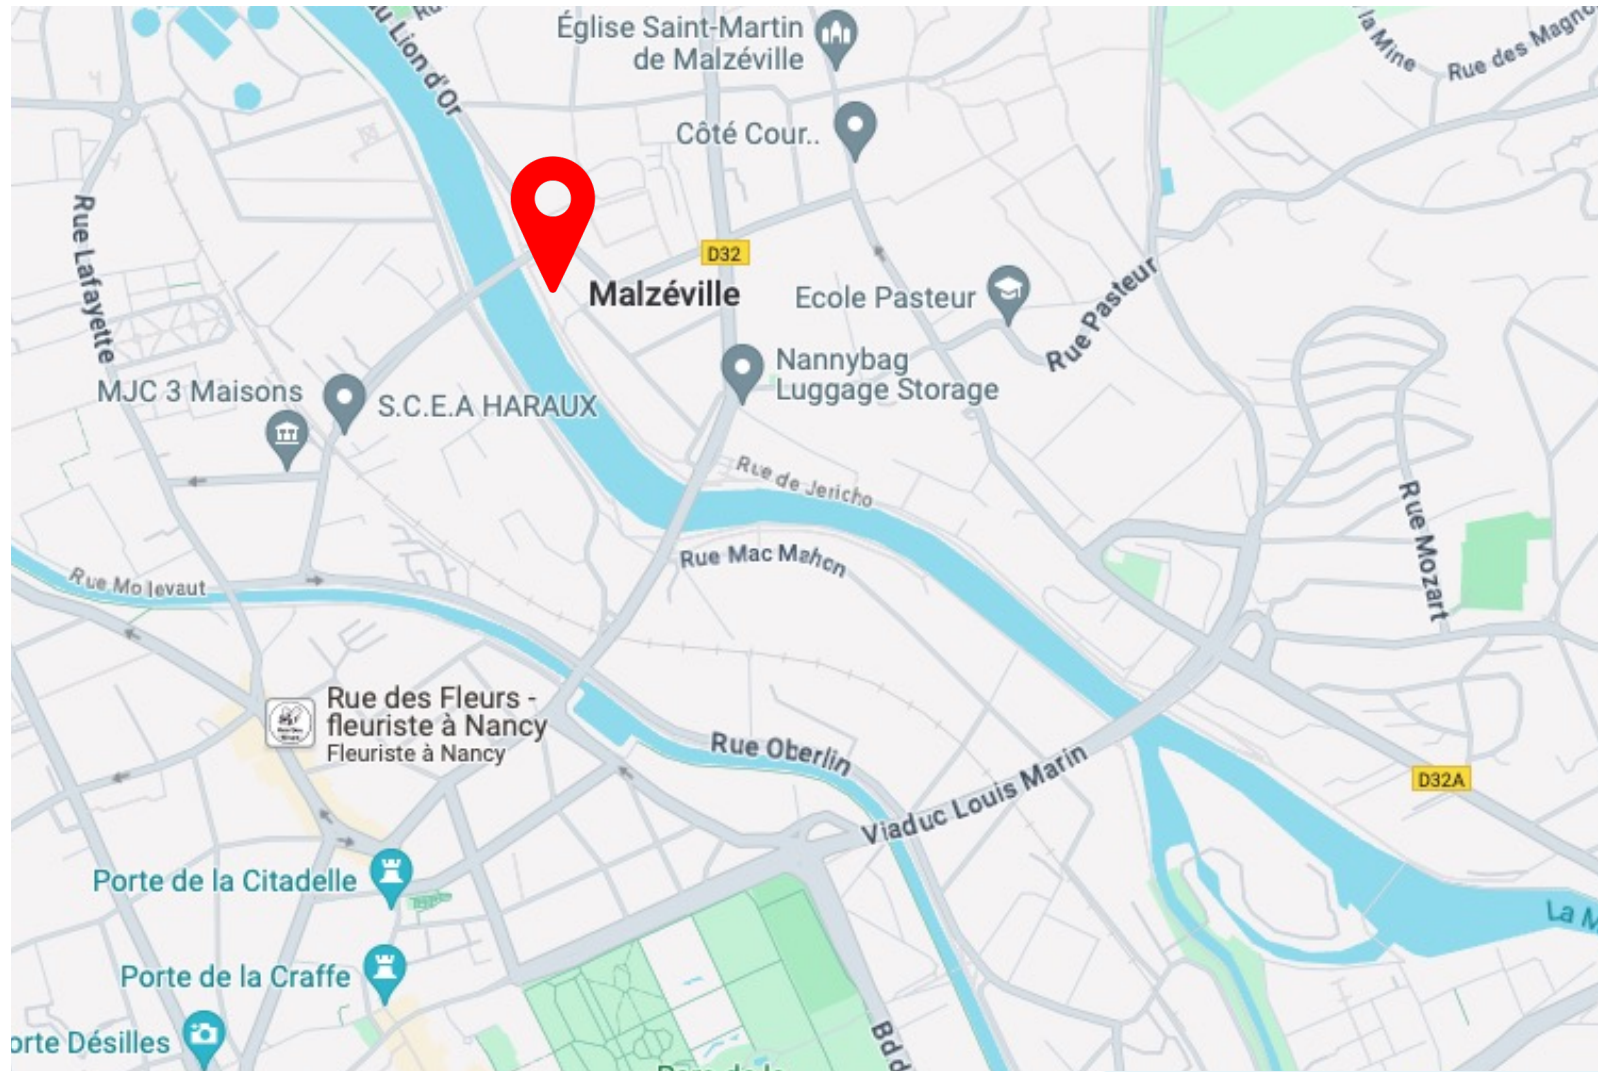 Ru
u Lion d'Or
Église Saint-Martin
de Malzéville
la Mine
Rue des Magno
Côté Cour..
Rue Lafayette
D32
Malzéville
Ecole Pasteur
Rue Pasteur
Nannybag
Luggage Storage
MJC 3 Maisons
S.C.E.A HARAUX
Rue de Jericho
Rue Mozart
Rue Mac Mahon
Rue Mollevaut
Rue des Fleurs -
fleuriste à Nancy
Fleuriste à Nancy
Rue Oberlin
Viaduc Louis Marin
D32A
Porte de la Citadelle
La M
Porte de la Craffe
orte Désilles
Bd d